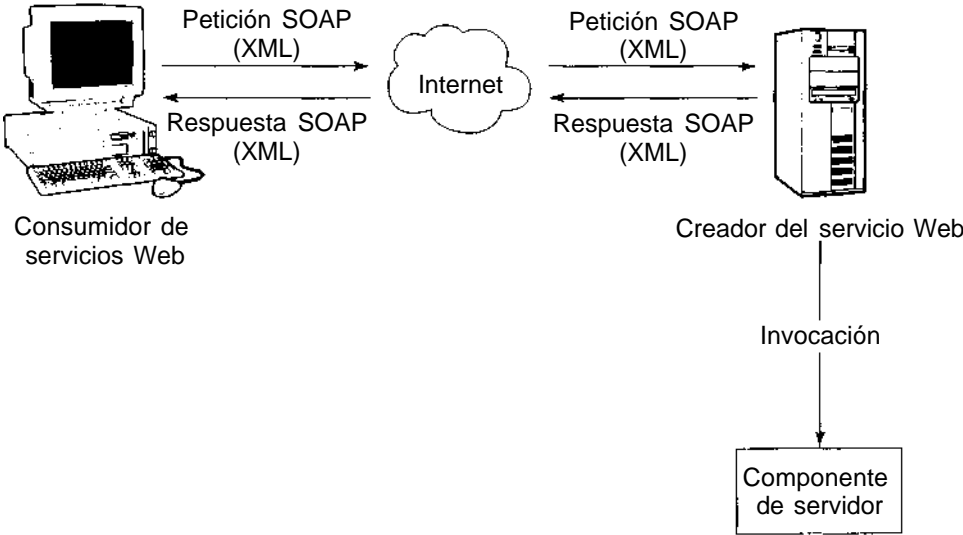 Petición SOAP
(XML)
Petición SOAP
(XML)
Internet
Respuesta SOAP
(XML)
Respuesta SOAP
(XML)
Consumidor de
servicios Web
Creador del servicio Web
Invocación
Componente
de servidor